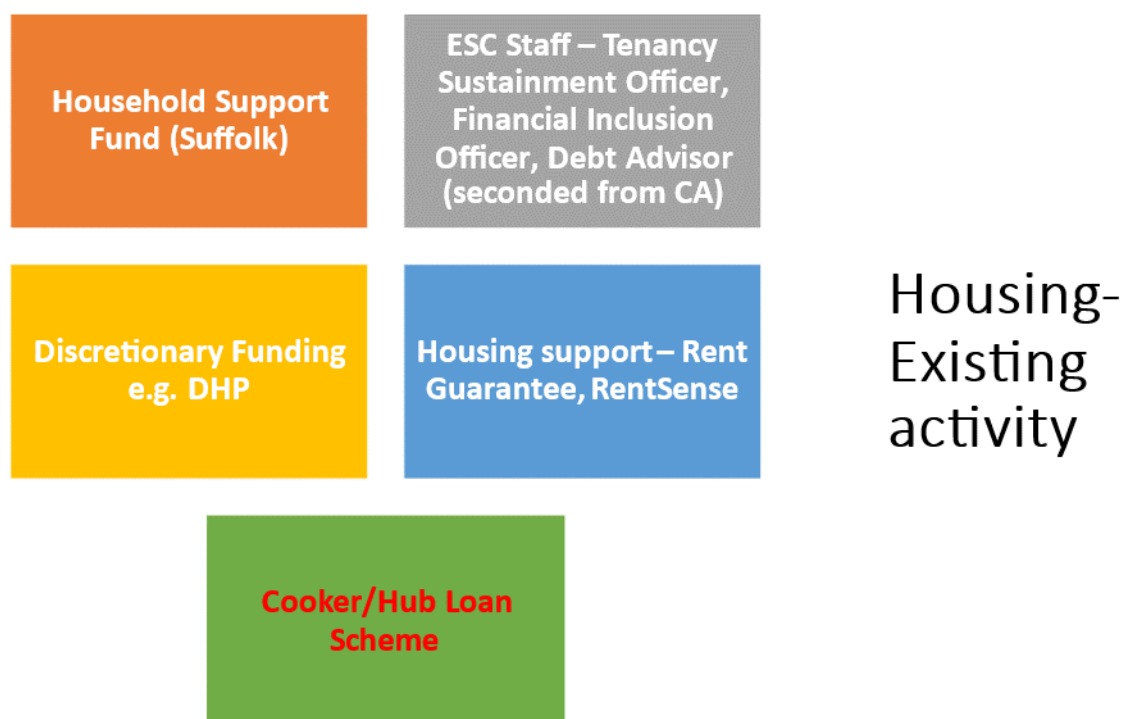 Household Support
Fund (Suffolk)
ESC Staff – Tenancy
Sustainment Officer,
Financial Inclusion
Officer, Debt Advisor
(seconded from CA)
Discretionary Funding
e.g. DHP
Housing support – Rent
Guarantee, RentSense
Cooker/Hub Loan
Scheme
Housing-
Existing
activity